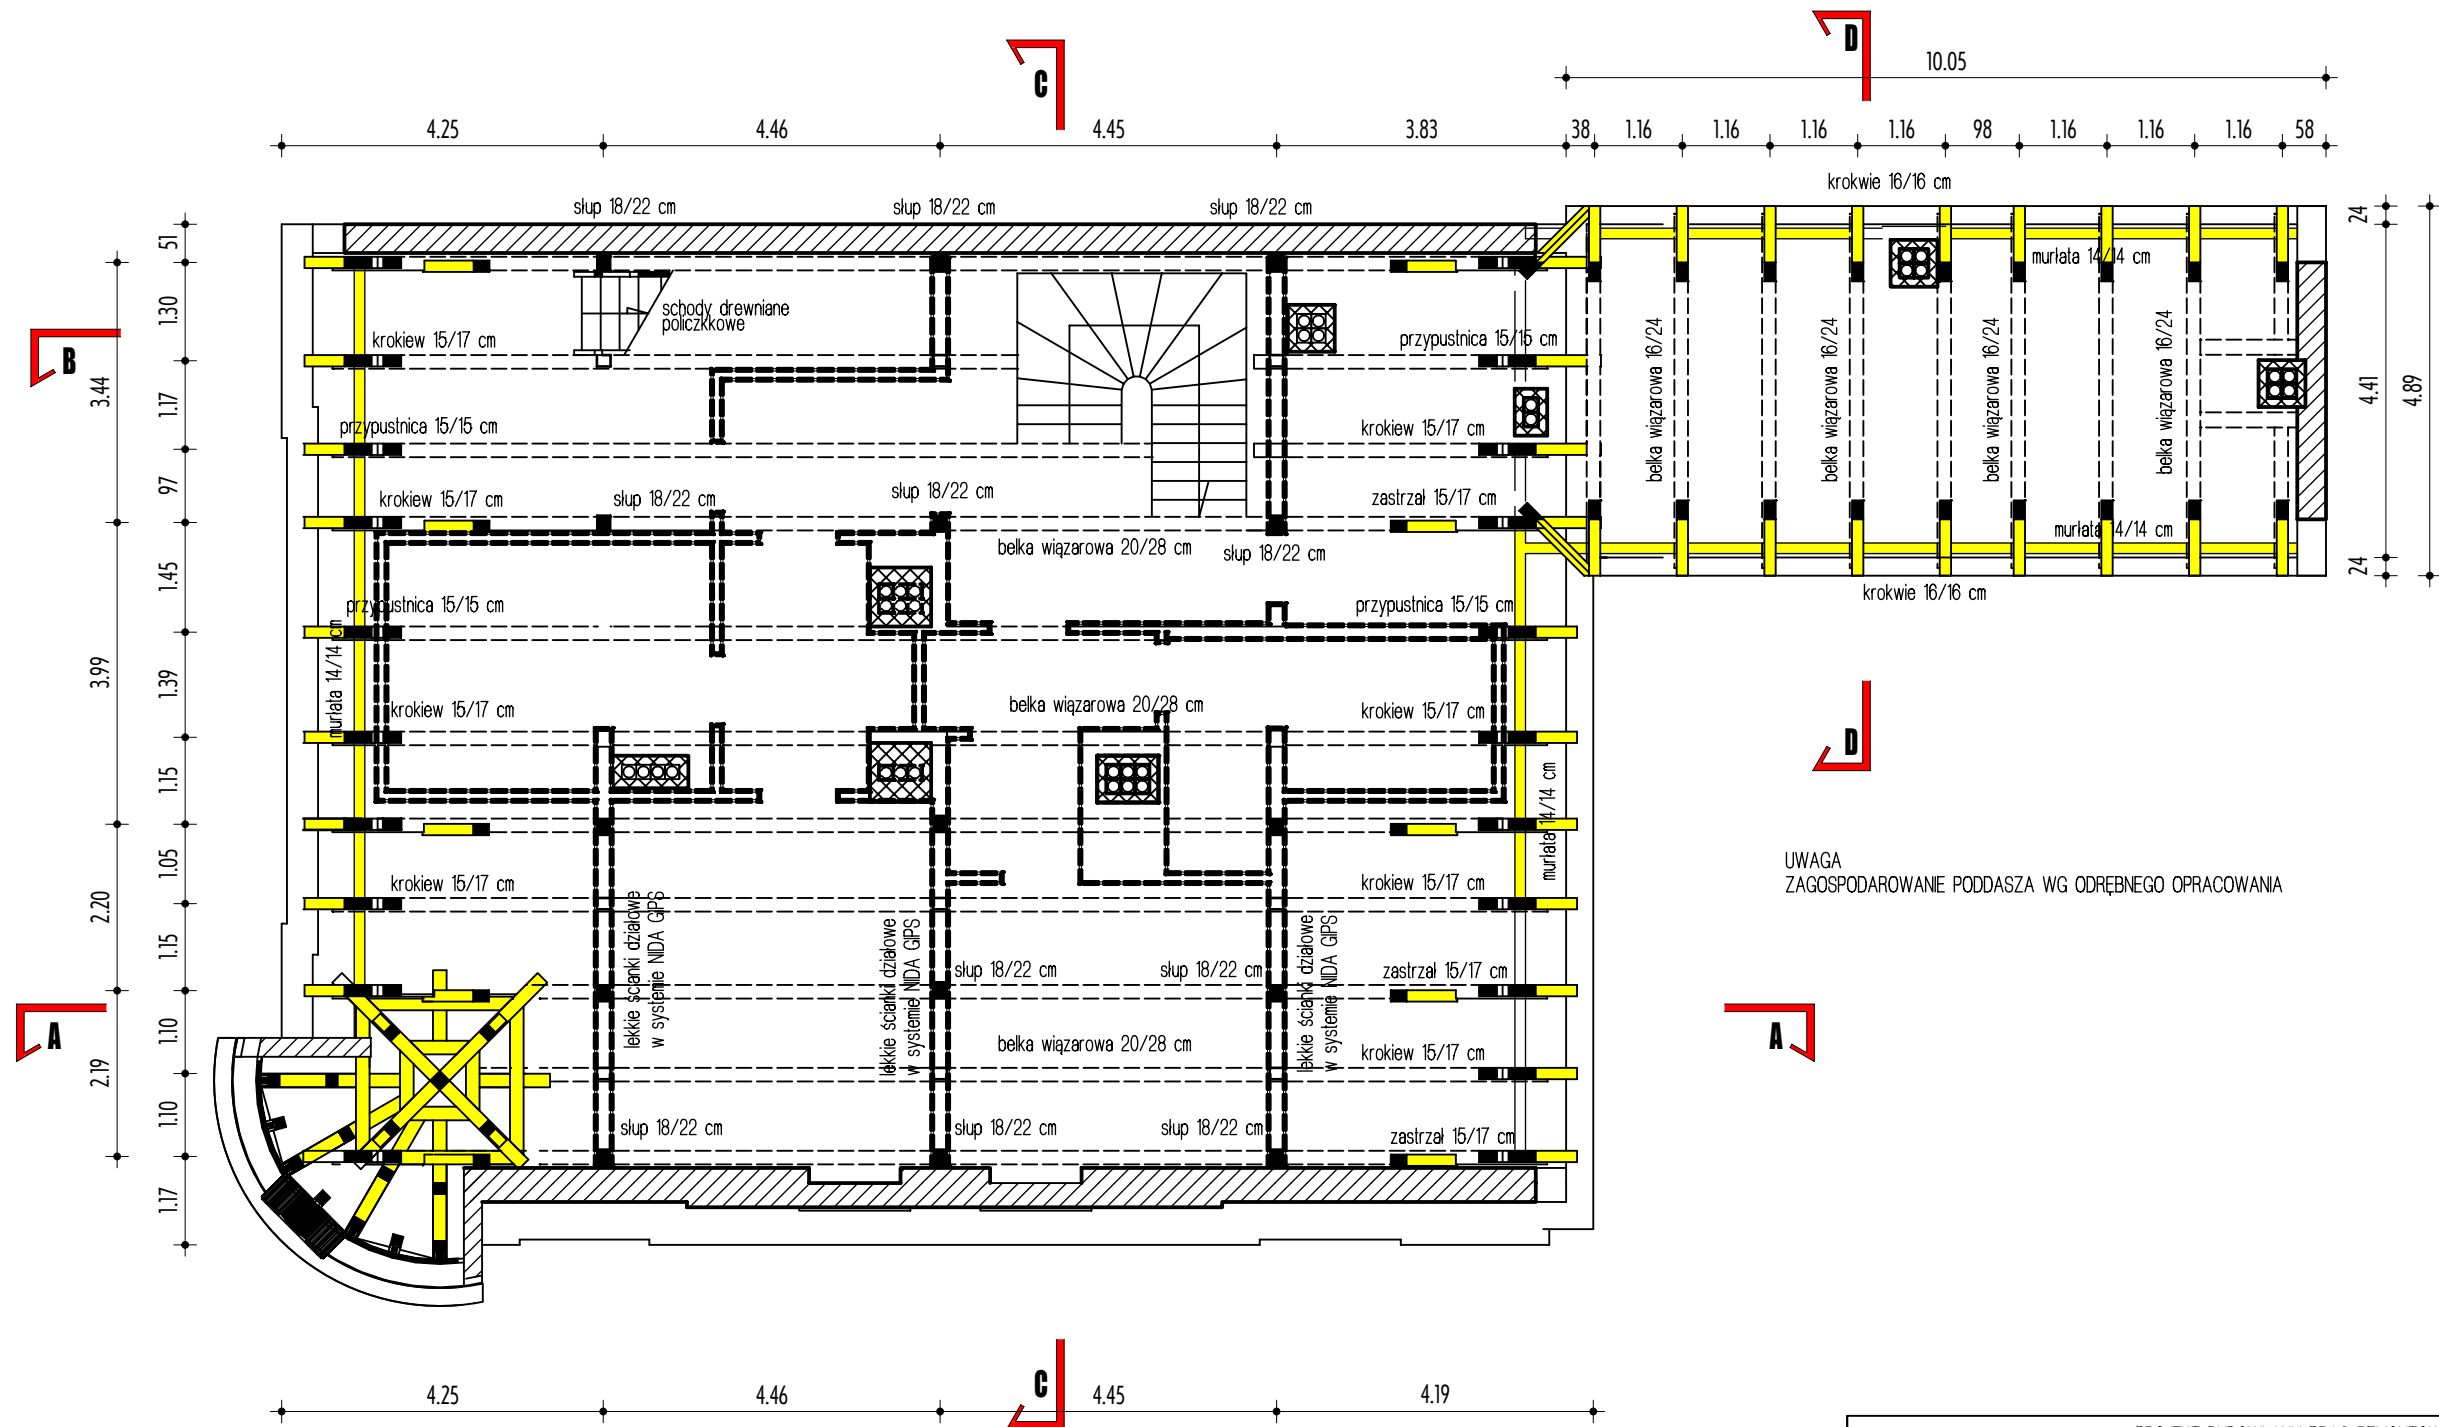 D
10.05
C
4.25 4.46 4.45 3.83 38 1.16 1.16 1.16 1.16 98 1.16 1.16 1.16 58
krokwie 16/16 cm
słup 18/22 cm słup 18/22 cm słup 18/22 cm
24
51
murłata 14/14 cm
schody drewniane
policzkkowe
1.30
krokiew 15/17 cm
przypustnica 15/15 cm
B
belka wiązarowa 16/24
belka wiązarowa 16/24
belka wiązarowa 16/24
belka wiązarowa 16/24
3.44
4.41
4.89
1.17
przypustnica 15/15 cm
krokiew 15/17 cm
97
krokiew 15/17 cm
słup 18/22 cm
słup 18/22 cm
zastrzał 15/17 cm
murłata 14/14 cm
belka wiązarowa 20/28 cm
słup 18/22 cm
24
1.45
krokwie 16/16 cm
przypustnica 15/15 cm
przypustnica 15/15 cm
murłata 14/14 cm
3.99
1.39
krokiew 15/17 cm
belka wiązarowa 20/28 cm
krokiew 15/17 cm
D
1.15
murłata 14/14 cm
1.05
UWAGA
ZAGOSPODAROWANIE PODDASZA WG ODRĘBNEGO OPRACOWANIA
krokiew 15/17 cm
krokiew 15/17 cm
2.20
lekkie ścianki działowe
w systemie NIDA GIPS
lekkie ścianki działowe
w systemie NIDA GIPS
lekkie ścianki działowe
w systemie NIDA GIPS
1.15
słup 18/22 cm
słup 18/22 cm
zastrzał 15/17 cm
A
A
1.10
belka wiązarowa 20/28 cm
krokiew 15/17 cm
2.19
1.10
słup 18/22 cm
słup 18/22 cm
słup 18/22 cm
zastrzał 15/17 cm
1.17
C
4.25 4.46 4.45 4.19